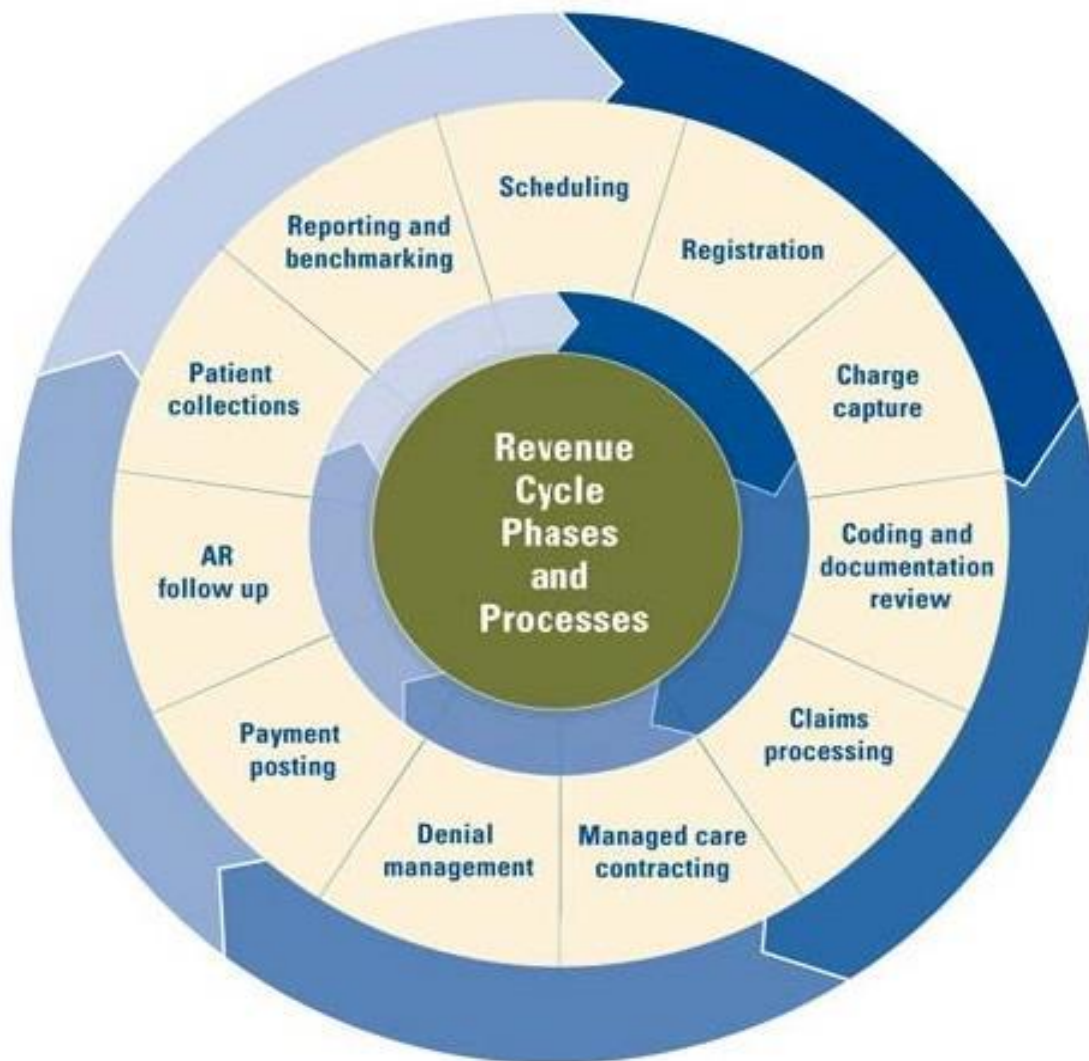 Revenue
Cycle
Phases
and
Processes
Scheduling
Registration
Charge
capture
Coding and
documentation
review
Claims
processing
Managed care
contracting
Denial
management
Payment
posting
AR
follow up
Patient
collections
Reporting and
benchmarking